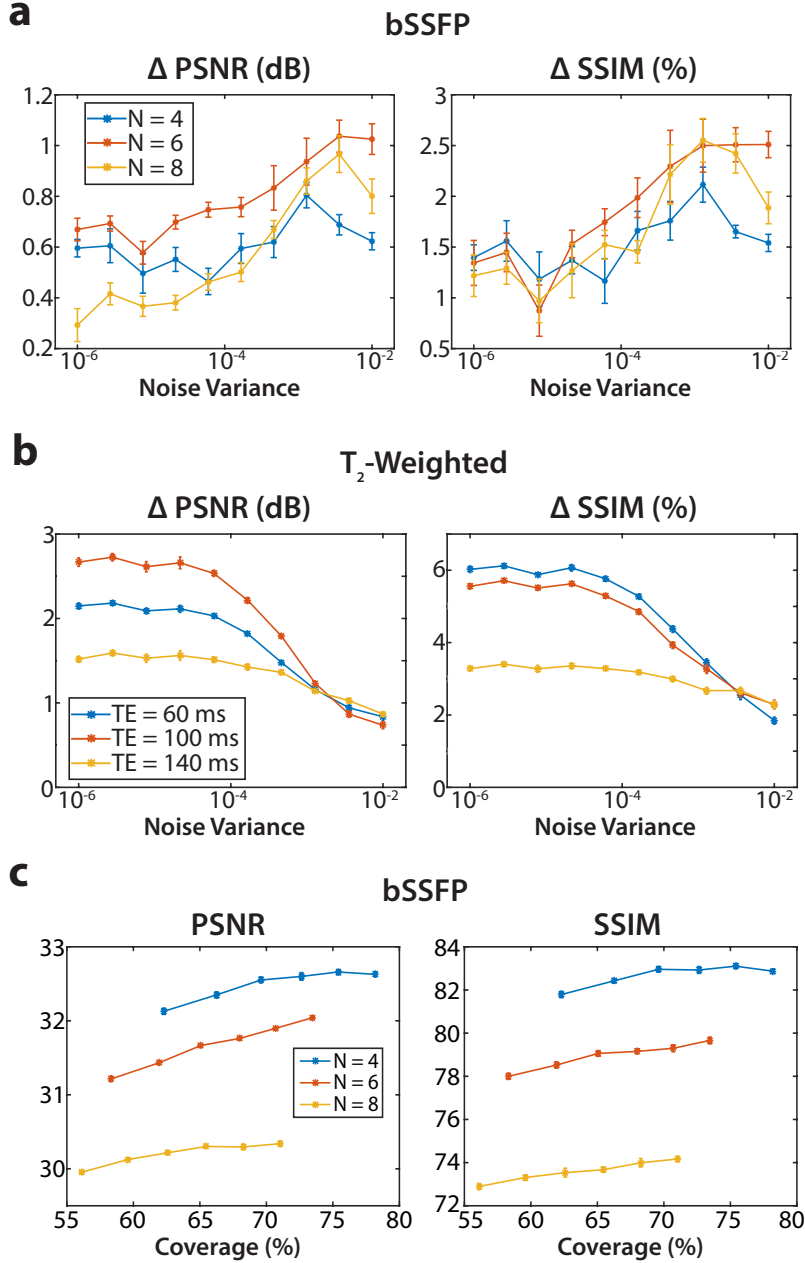 a
bSSFP
Δ PSNR (dB)
Δ SSIM (%)
1.2
1
0.8
0.6
0.4
0.2
N = 4
N = 6
N = 8
10-6
10-4
10-2
Noise Variance
3
2.5
2
1.5
1
0.5
10-6
10-4
10-2
Noise Variance
b
T2-Weighted
Δ PSNR (dB)
Δ SSIM (%)
3
2
1
0
TE = 60 ms
TE = 100 ms
TE = 140 ms
10-6
10-4
10-2
Noise Variance
6
4
2
0
10-6
10-4
10-2
Noise Variance
c
bSSFP
PSNR
SSIM
33
32
31
30
N = 4
N = 6
N = 8
55
60
65
70
75
80
Coverage (%)
84
82
80
78
76
74
72
55
60
65
70
75
80
Coverage (%)